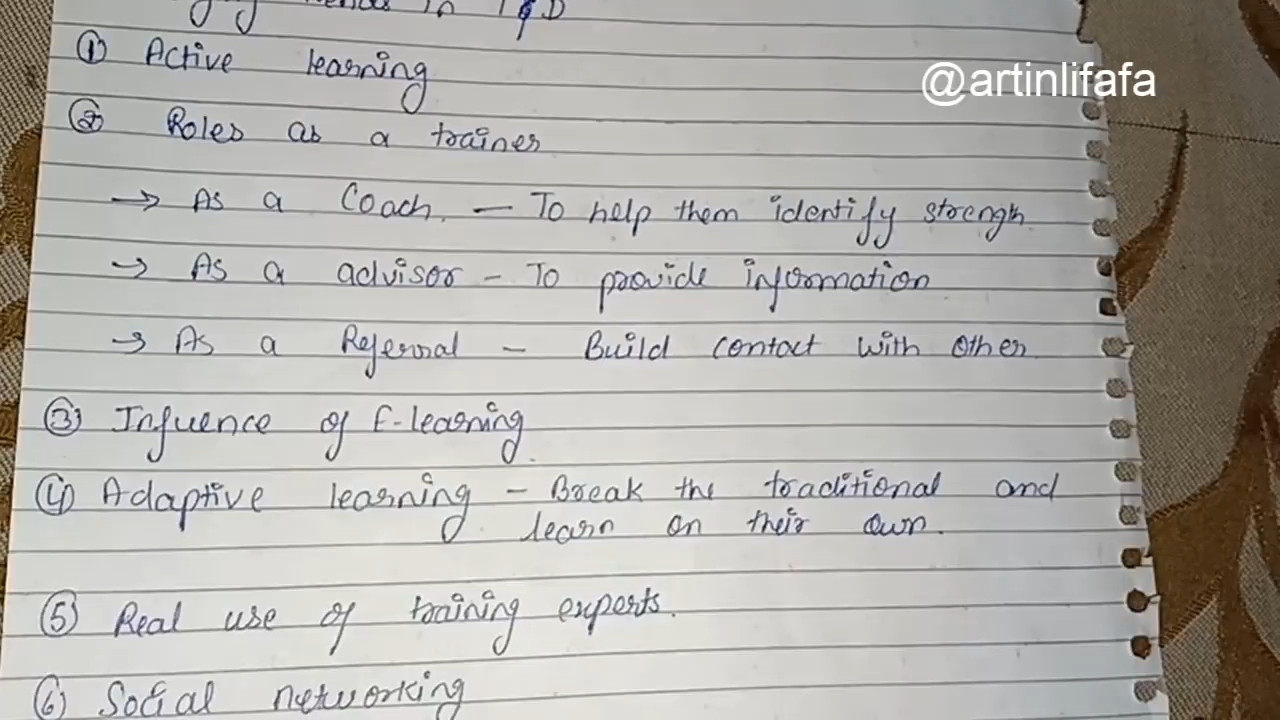 in T&D
① Active learning
@artinlifafa
② Roles as a trainer
→ As a Coach. — To help them identify strength
→ As a advisor - To provide information
→ As a Referral - Build contact with other
③ Infuence of E-learning
④ Adaptive learning - Break the traditional and
learn on their own.
⑤ Real use of training experts.
⑥ Social networking